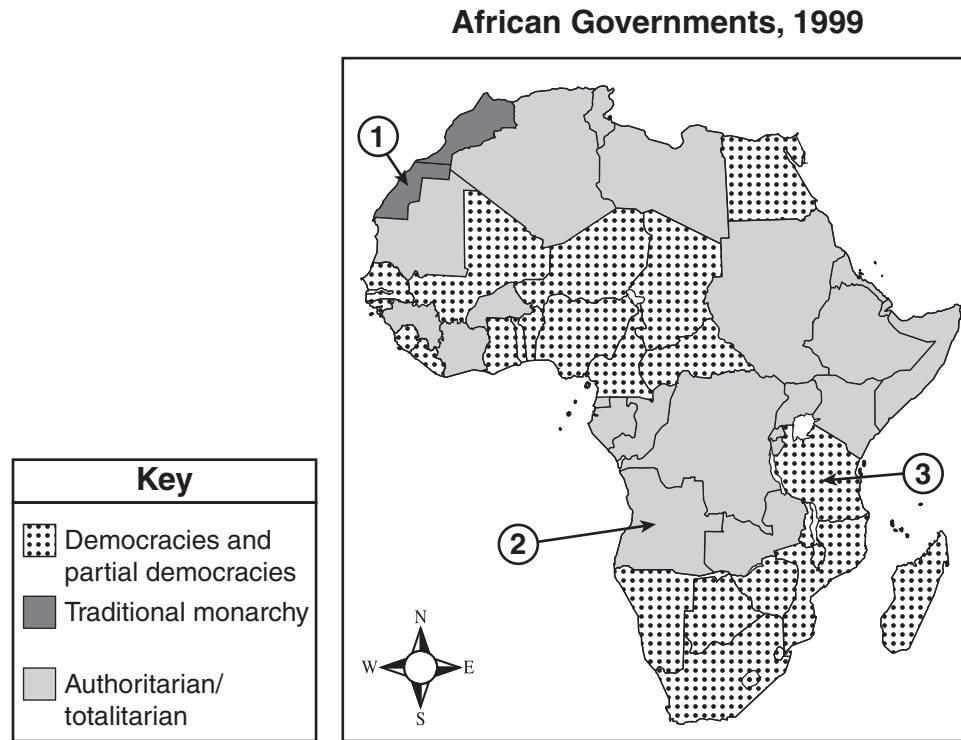 African Governments, 1999
1
2
3
Key
Democracies and
partial democracies
Traditional monarchy
Authoritarian/
totalitarian
N
W
E
S